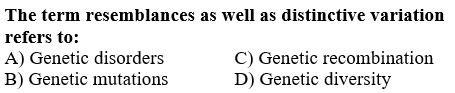 The term resemblances as well as distinctive variation
refers to:
A) Genetic disorders C) Genetic recombination
B) Genetic mutations D) Genetic diversity